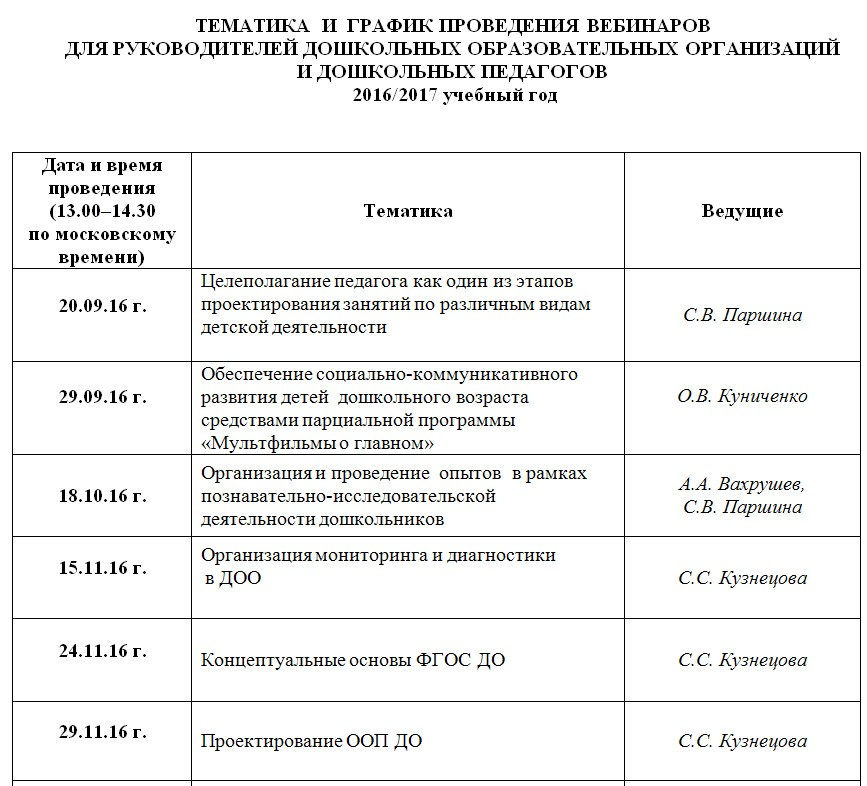 ТЕМАТИКА И ГРАФИК ПРОВЕДЕНИЯ ВЕБИНАРОВ
ДЛЯ РУКОВОДИТЕЛЕЙ ДОШКОЛЬНЫХ ОБРАЗОВАТЕЛЬНЫХ ОРГАНИЗАЦИЙ
И ДОШКОЛЬНЫХ ПЕДАГОГОВ
2016/2017 учебный год
Дата и время
проведения
(13.00–14.30
по московскому
времени)
Тематика
Ведущие
20.09.16 г.
Целеполагание педагога как один из этапов
проектирования занятий по различным видам
детской деятельности
С.В. Паршина
29.09.16 г.
Обеспечение социально-коммуникативного
развития детей дошкольного возраста
средствами парциальной программы
«Мультфильмы о главном»
О.В. Куниченко
18.10.16 г.
Организация и проведение опытов в рамках
познавательно-исследовательской
деятельности дошкольников
А.А. Вахрушев,
С.В. Паршина
15.11.16 г.
Организация мониторинга и диагностики
в ДОО
С.С. Кузнецова
24.11.16 г.
Концептуальные основы ФГОС ДО
С.С. Кузнецова
29.11.16 г.
Проектирование ООП ДО
С.С. Кузнецова